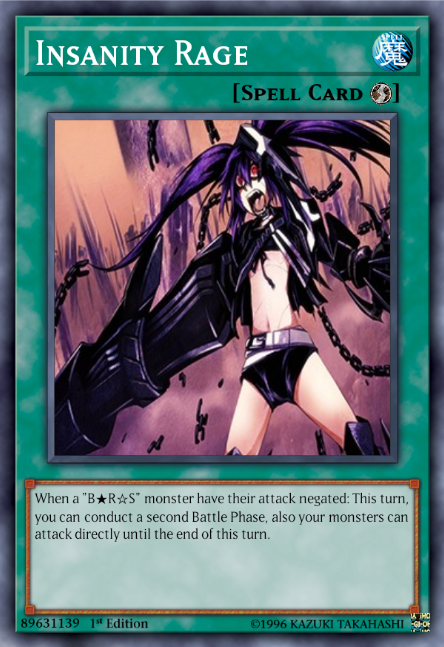 Insanity Rage
魔
[Spell Card]
When a "B★R☆S" monster have their attack negated: This turn,
you can conduct a second Battle Phase, also your monsters can
attack directly until the end of this turn.
89631139 1st Edition ©1996 KAZUKI TAKAHASHI